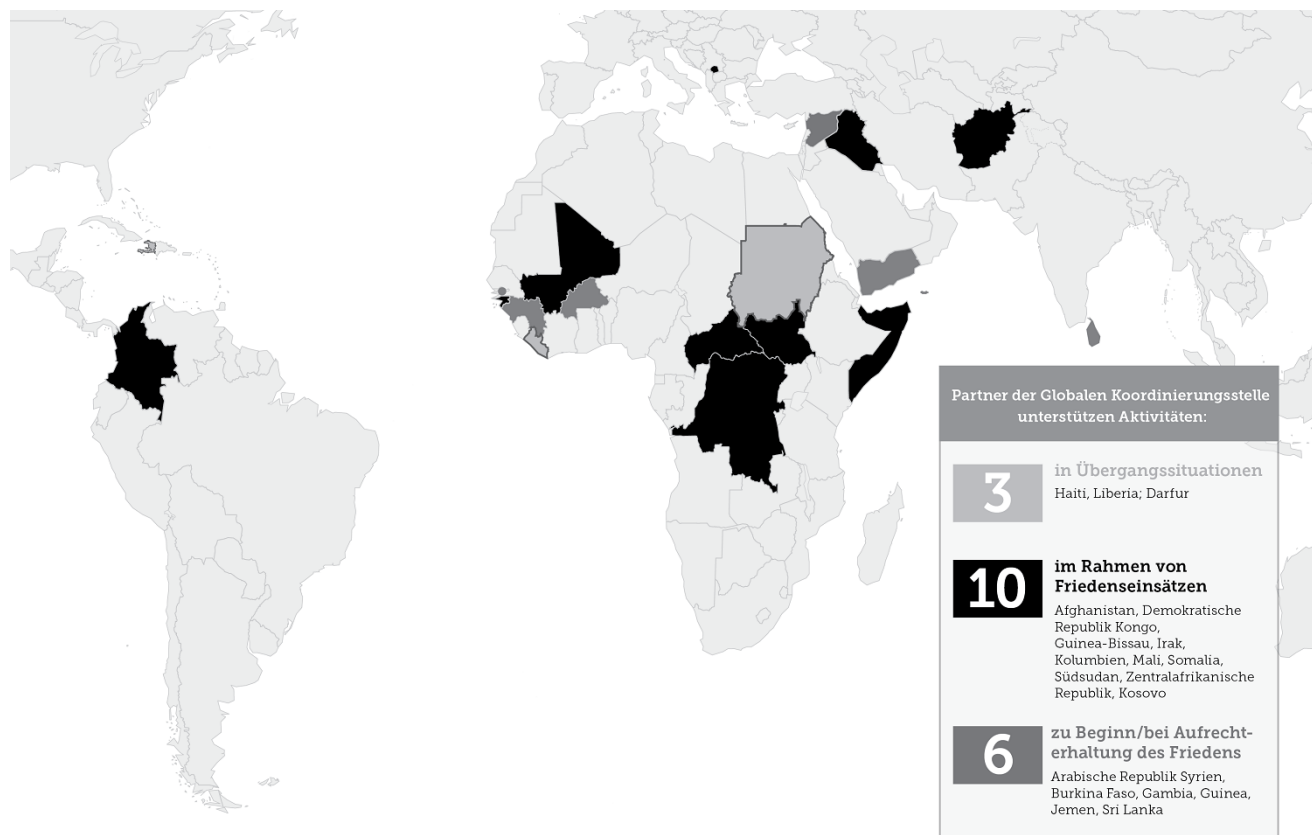 Partner der Globalen Koordinierungsstelle
unterstützen Aktivitäten:
3
in Übergangssituationen
Haiti, Liberia; Darfur
10
im Rahmen von
Friedenseinsätzen
Afghanistan, Demokratische
Republik Kongo,
Guinea-Bissau, Irak,
Kolumbien, Mali, Somalia,
Südsudan, Zentralafrikanische
Republik, Kosovo
6
zu Beginn/bei Aufrecht-
erhaltung des Friedens
Arabische Republik Syrien,
Burkina Faso, Gambia, Guinea,
Jemen, Sri Lanka